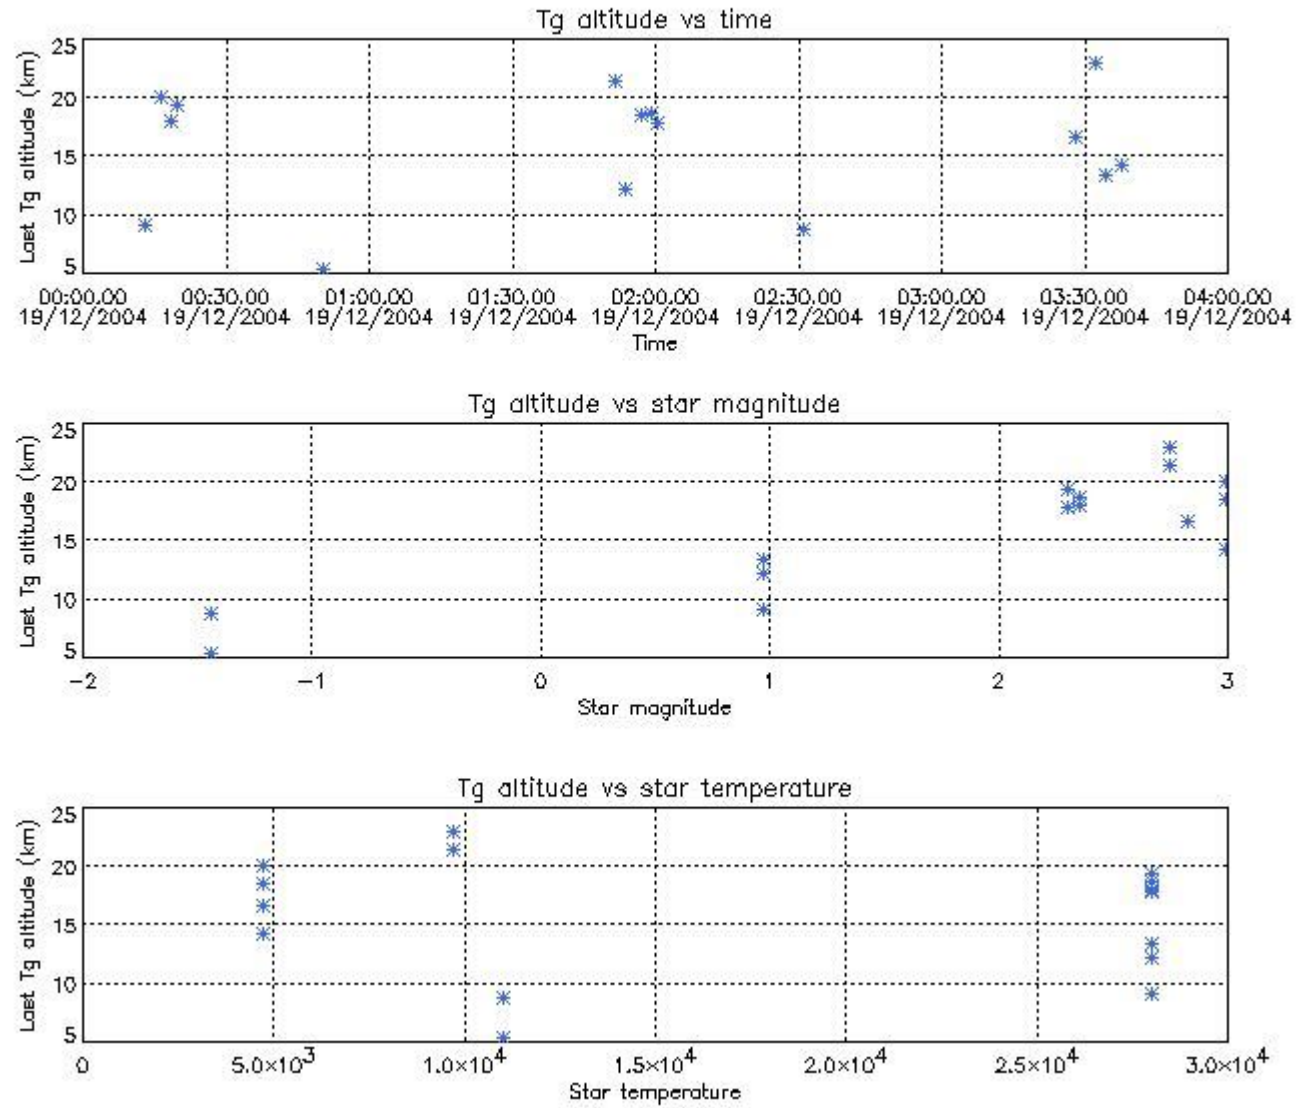 Tg altitude vs time
Last Tg altitude (km)
25
20
15
10
5
00:00.00 00:30.00 01:00.00 01:30.00 02:00.00 02:30.00 03:00.00 03:30.00 04:00.00
19/12/2004 19/12/2004 19/12/2004 19/12/2004 19/12/2004 19/12/2004 19/12/2004 19/12/2004 19/12/2004
Time
Tg altitude vs star magnitude
Last Tg altitude (km)
25
20
15
10
5
-2 -1 0 1 2 3
Star magnitude
Tg altitude vs star temperature
Last Tg altitude (km)
25
20
15
10
5
0 5.0×10³ 1.0×10⁴ 1.5×10⁴ 2.0×10⁴ 2.5×10⁴ 3.0×10⁴
Star temperature